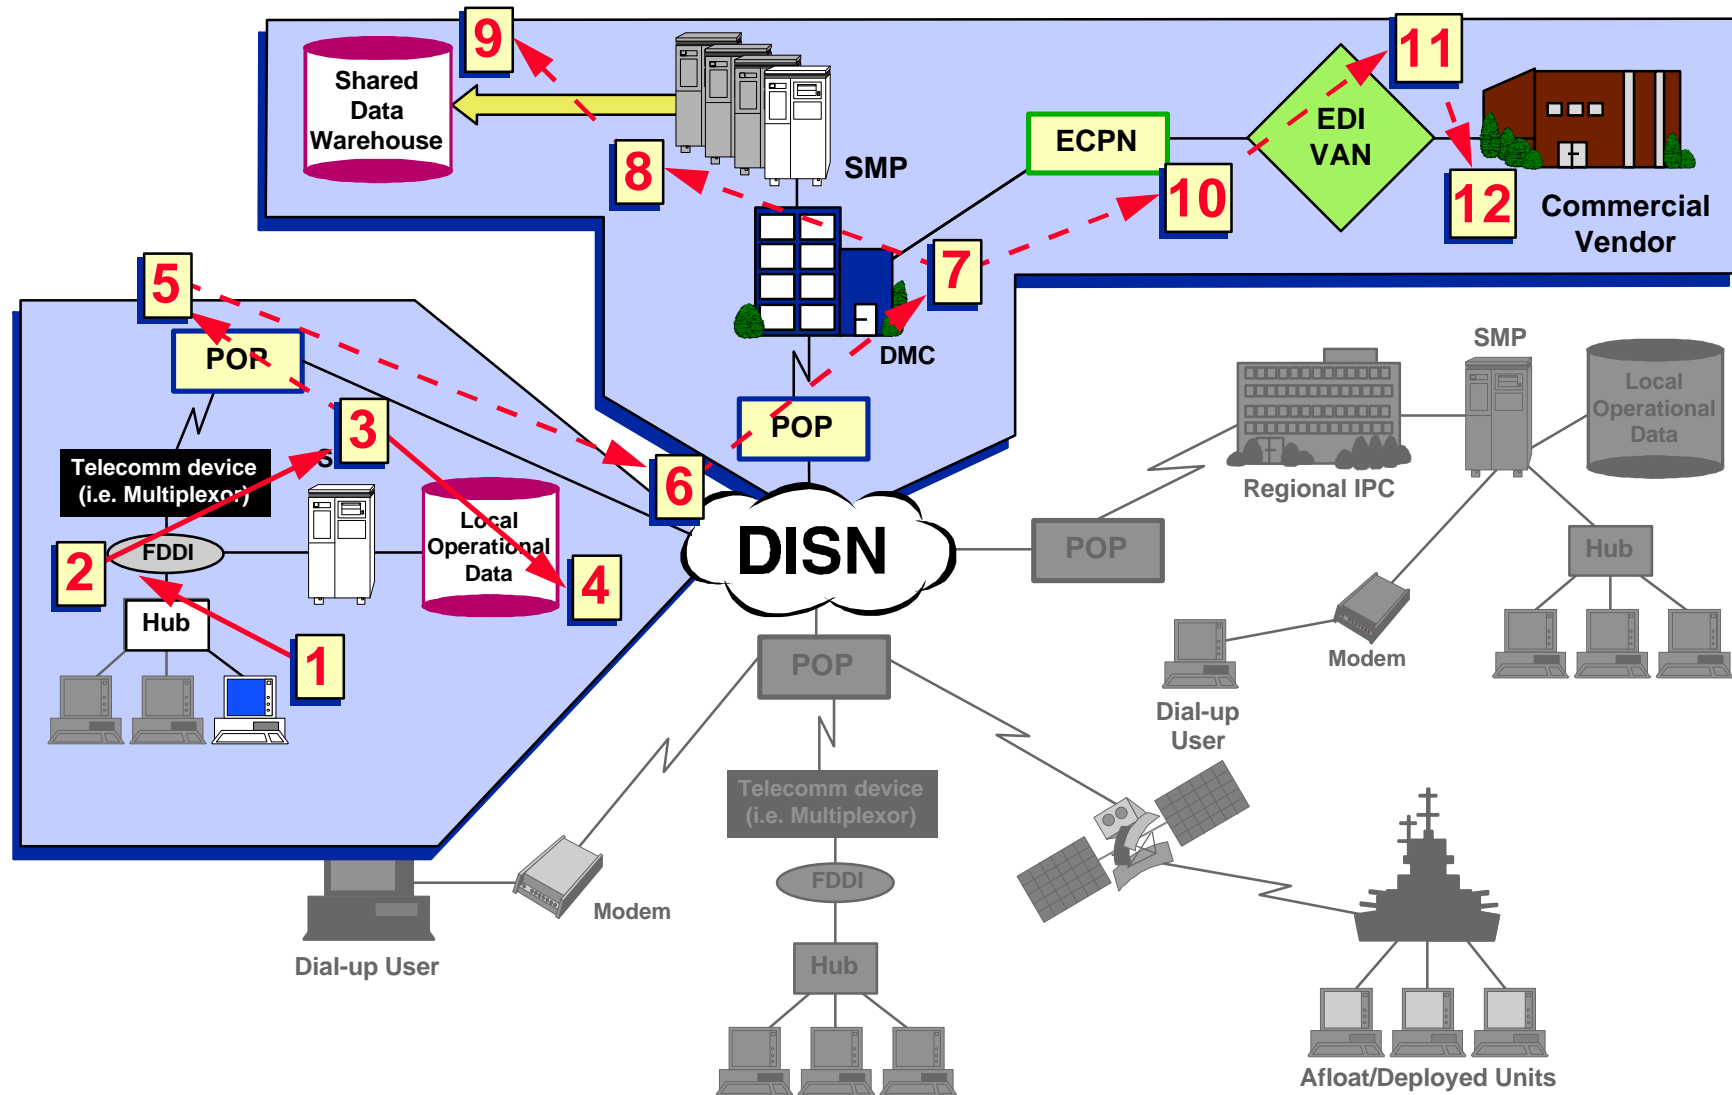 9
Shared
Data
Warehouse
SMP
8
ECPN
EDI
VAN
11
10
12
Commercial
Vendor
7
DMC
5
POP
POP
6
3
S
Telecomm device
(i.e. Multiplexor)
2
FDDI
Local
Operational
Data
4
Hub
1
DISN
SMP
Local
Operational
Data
Regional IPC
POP
Hub
Modem
Dial-up
User
POP
Telecomm device
(i.e. Multiplexor)
FDDI
Hub
Modem
Dial-up User
Afloat/Deployed Units